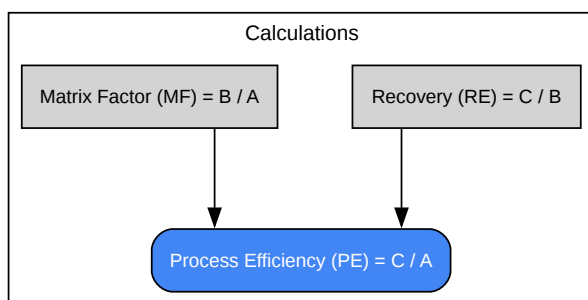 Calculations
Matrix Factor (MF) = B / A
Recovery (RE) = C / B
Process Efficiency (PE) = C / A